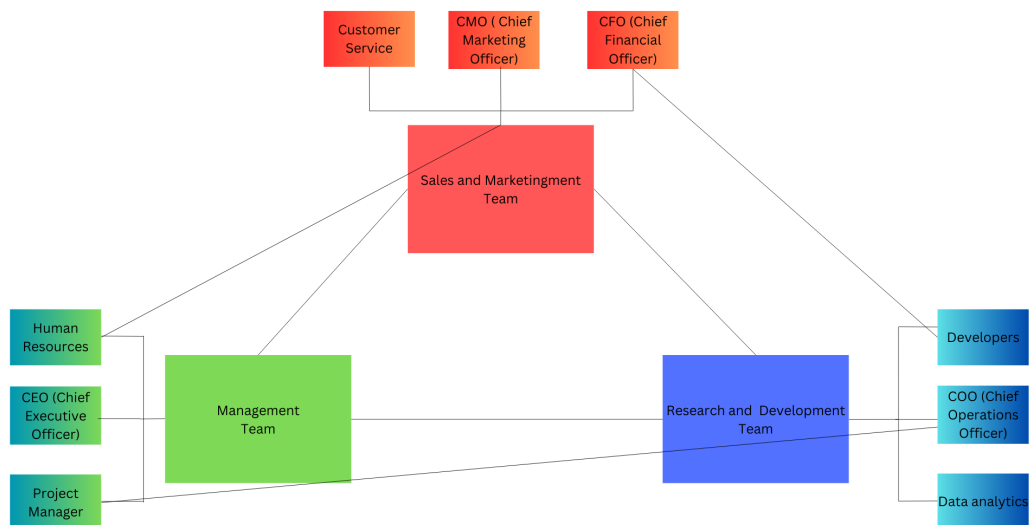 Customer
Service
CMO ( Chief
Marketing
Officer)
CFO (Chief
Financial
Officer)
Sales and Marketingment
Team
Human
Resources
CEO (Chief
Executive
Officer)
Project
Manager
Management
Team
Research and  Development
Team
Developers
COO (Chief
Operations
Officer)
Data analytics